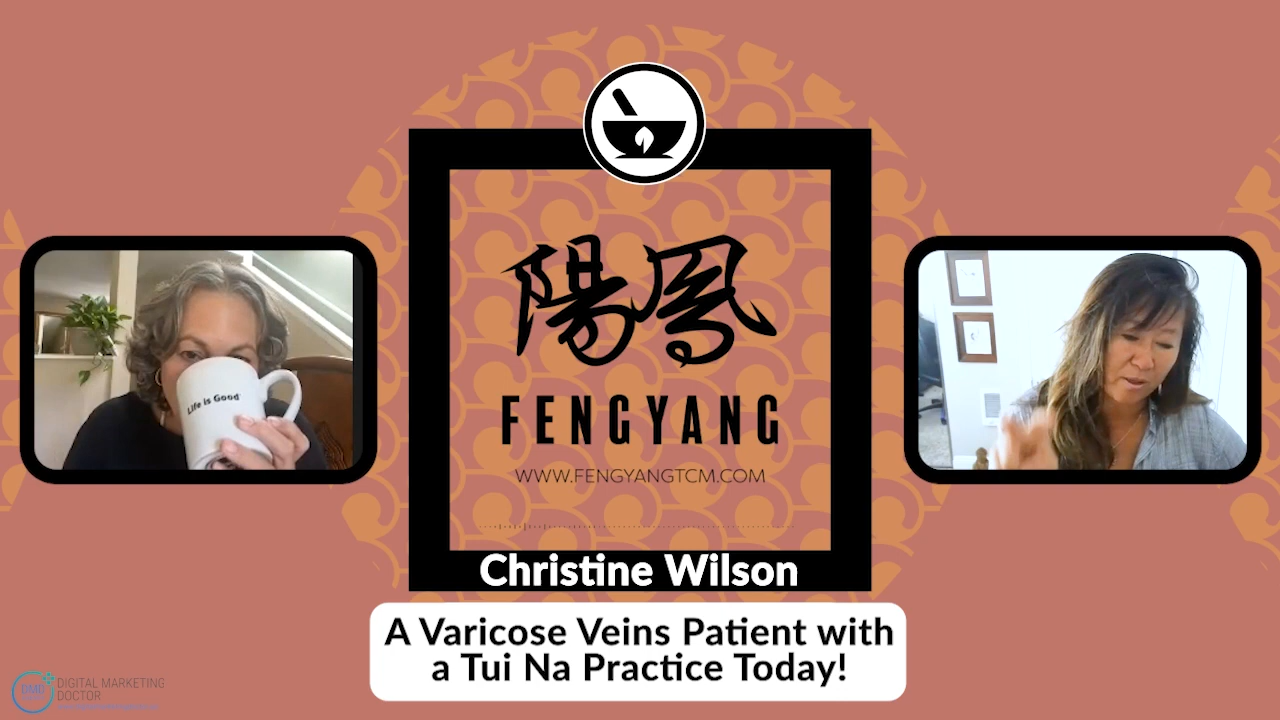 Life is Good
陽鳳
FENGYANG
WWW.FENGYANGTCM.COM
Christine Wilson
A Varicose Veins Patient with
a Tui Na Practice Today!
DIGITAL MARKETING
DOCTOR